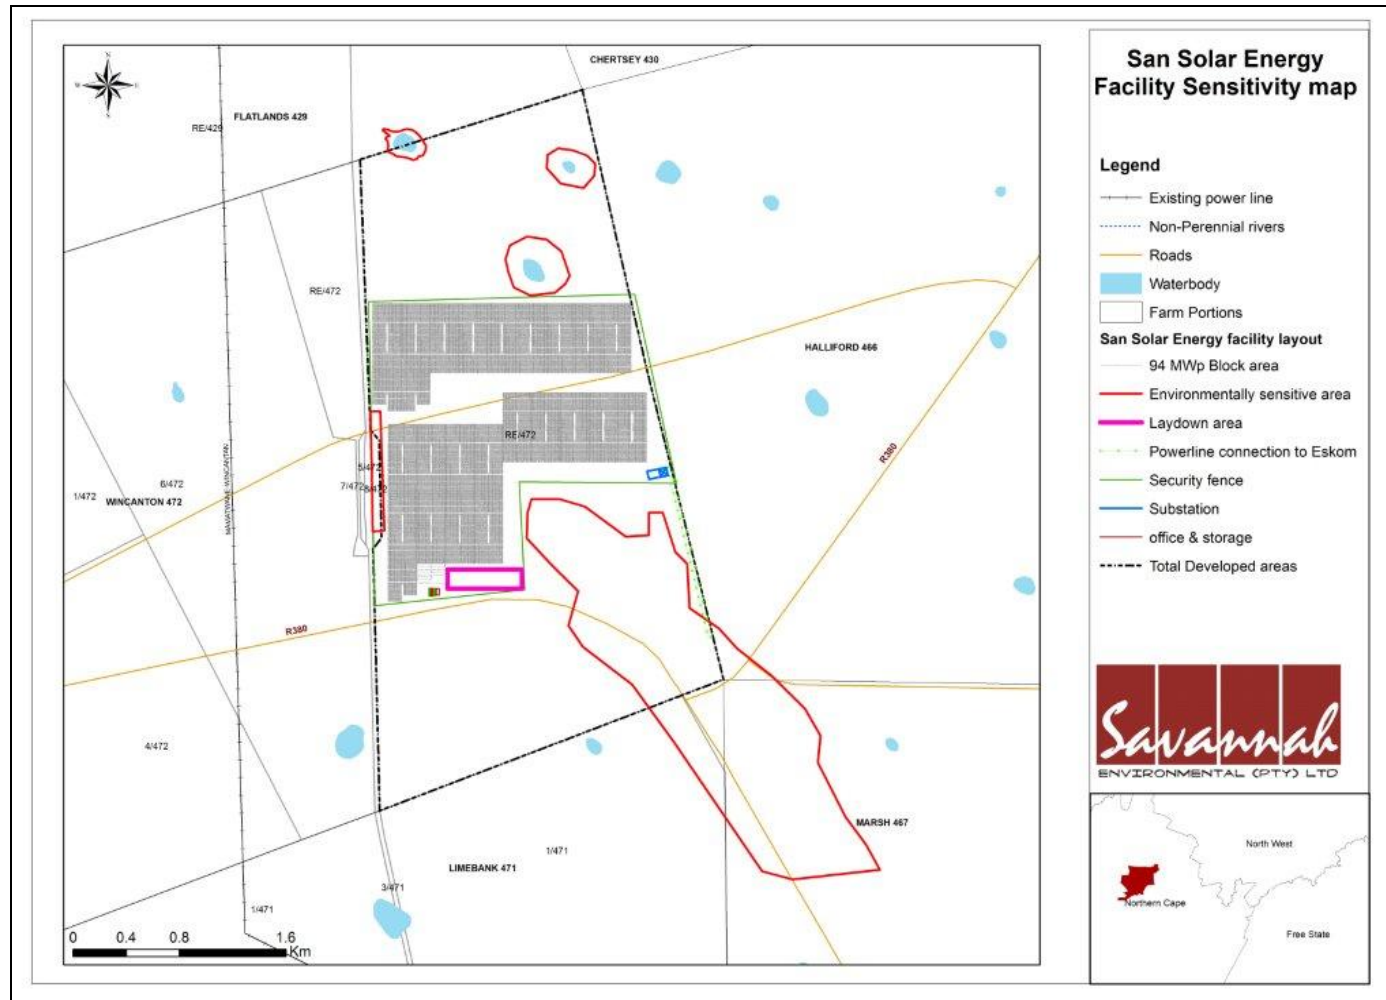 San Solar Energy
Facility Sensitivity map
Legend
Existing power line
Non-Perennial rivers
Roads
Waterbody
Farm Portions
San Solar Energy facility layout
94 MWp Block area
Environmentally sensitive area
Laydown area
Powerline connection to Eskom
Security fence
Substation
office & storage
Total Developed areas
Savannah
ENVIRONMENTAL (PTY) LTD
North West
Northern Cape
Free State
N
W
E
S
CHERTSEY 430
FLATLANDS 429
RE/429
RE/472
HALLIFORD 466
RE/472
R380
5/472
7/472
8/472
6/472
1/472
WINCANTON 472
R380
4/472
MARSH 467
1/471
LIMEBANK 471
3/471
1/471
0 0.4 0.8 1.6
Km